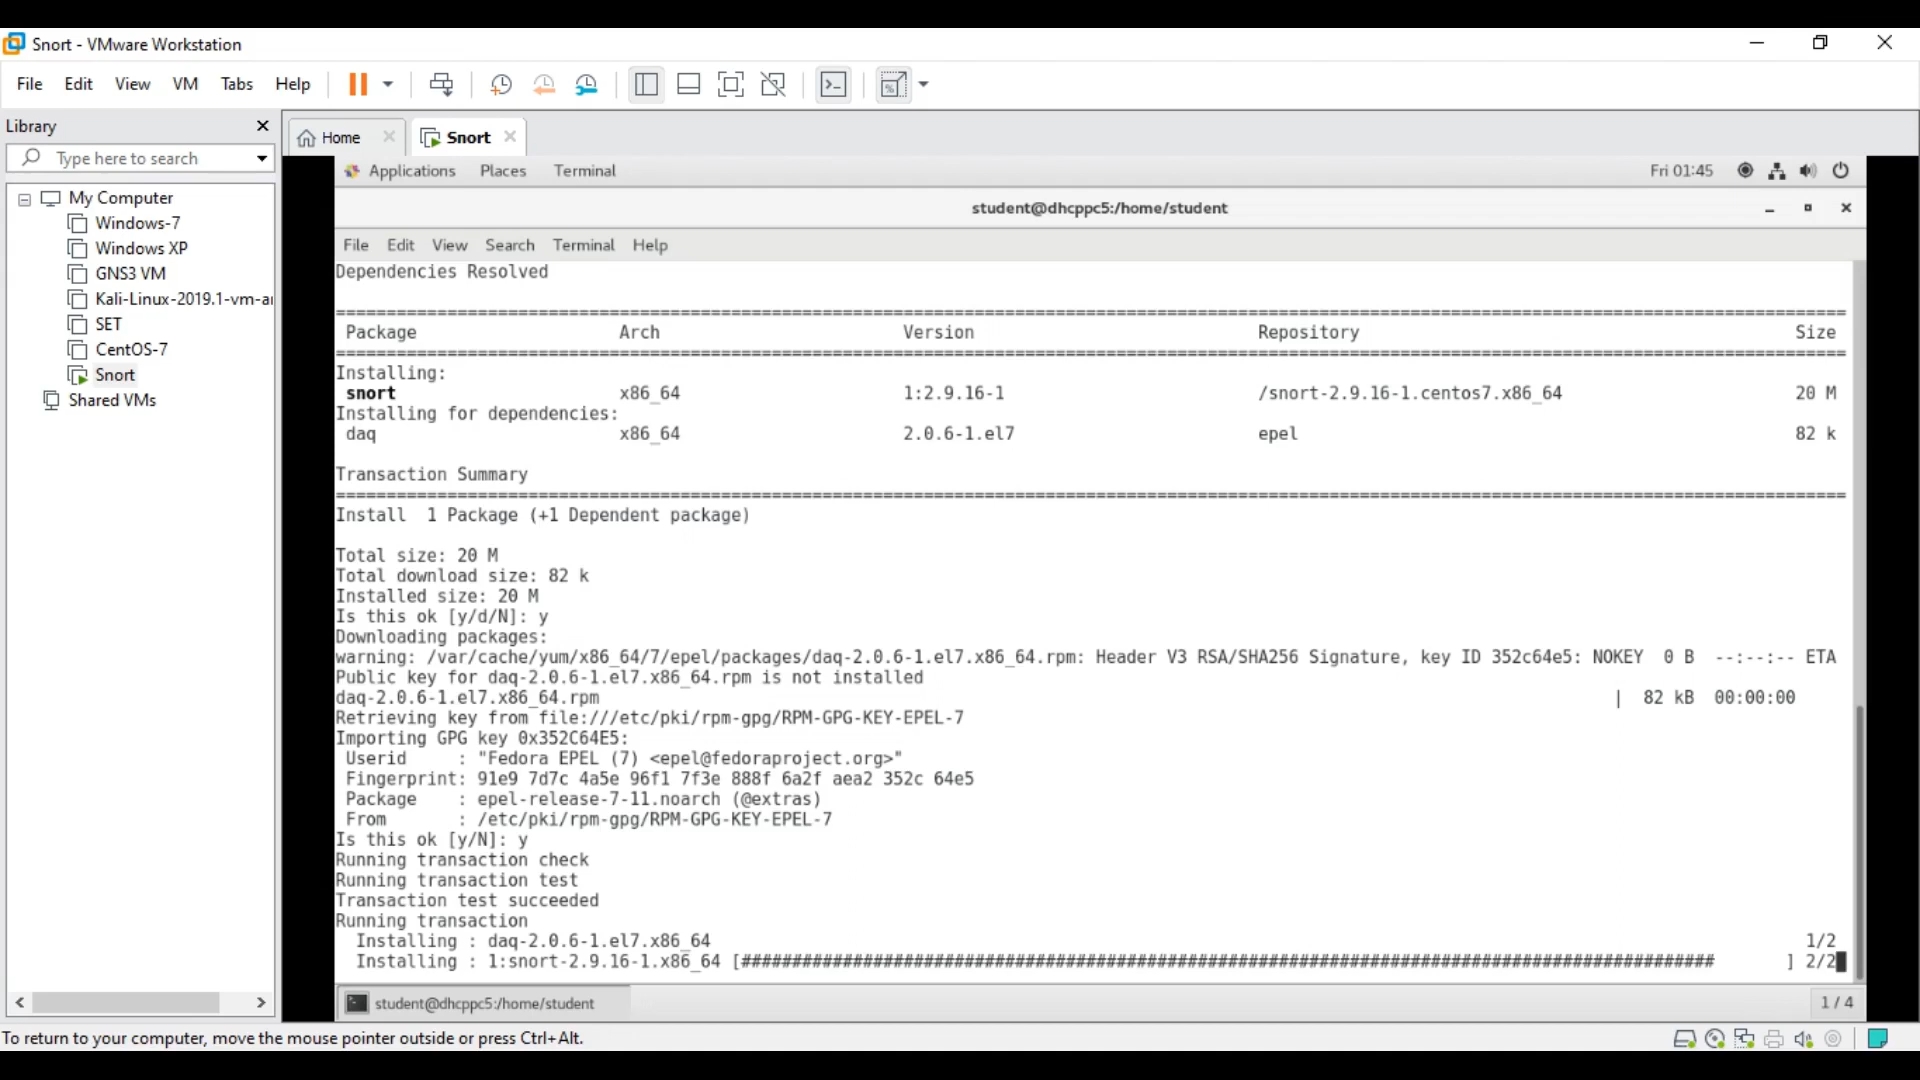 Snort - VMware Workstation
File Edit View VM Tabs Help
Library
Home
Snort
Type here to search
My Computer
Windows-7
Windows XP
GNS3 VM
Kali-Linux-2019.1-vm-a
SET
CentOS-7
Snort
Shared VMs
Applications Places Terminal Fri 01:45
student@dhcppc5:/home/student
File Edit View Search Terminal Help
Dependencies Resolved
================================================================================
Package Arch Version Repository Size
================================================================================
Installing:
snort x86_64 1:2.9.16-1 /snort-2.9.16-1.centos7.x86_64 20 M
Installing for dependencies:
daq x86_64 2.0.6-1.el7 epel 82 k
Transaction Summary
================================================================================
Install 1 Package (+1 Dependent package)
Total size: 20 M
Total download size: 82 k
Installed size: 20 M
Is this ok [y/d/N]: y
Downloading packages:
warning: /var/cache/yum/x86_64/7/epel/packages/daq-2.0.6-1.el7.x86_64.rpm: Header V3 RSA/SHA256 Signature, key ID 352c64e5: NOKEY 0 B --:--:-- ETA
Public key for daq-2.0.6-1.el7.x86_64.rpm is not installed
daq-2.0.6-1.el7.x86_64.rpm | 82 kB 00:00:00
Retrieving key from file:///etc/pki/rpm-gpg/RPM-GPG-KEY-EPEL-7
Importing GPG key 0x352C64E5:
Userid : "Fedora EPEL (7) <epel@fedoraproject.org>"
Fingerprint: 91e9 7d7c 4a5e 96f1 7f3e 888f 6a2f aea2 352c 64e5
Package : epel-release-7-11.noarch (@extras)
From : /etc/pki/rpm-gpg/RPM-GPG-KEY-EPEL-7
Is this ok [y/N]: y
Running transaction check
Running transaction test
Transaction test succeeded
Running transaction
Installing : daq-2.0.6-1.el7.x86_64 1/2
Installing : 1:snort-2.9.16-1.x86_64 [################################################################################################ ] 2/2
student@dhcppc5:/home/student 1 / 4
To return to your computer, move the mouse pointer outside or press Ctrl+Alt.